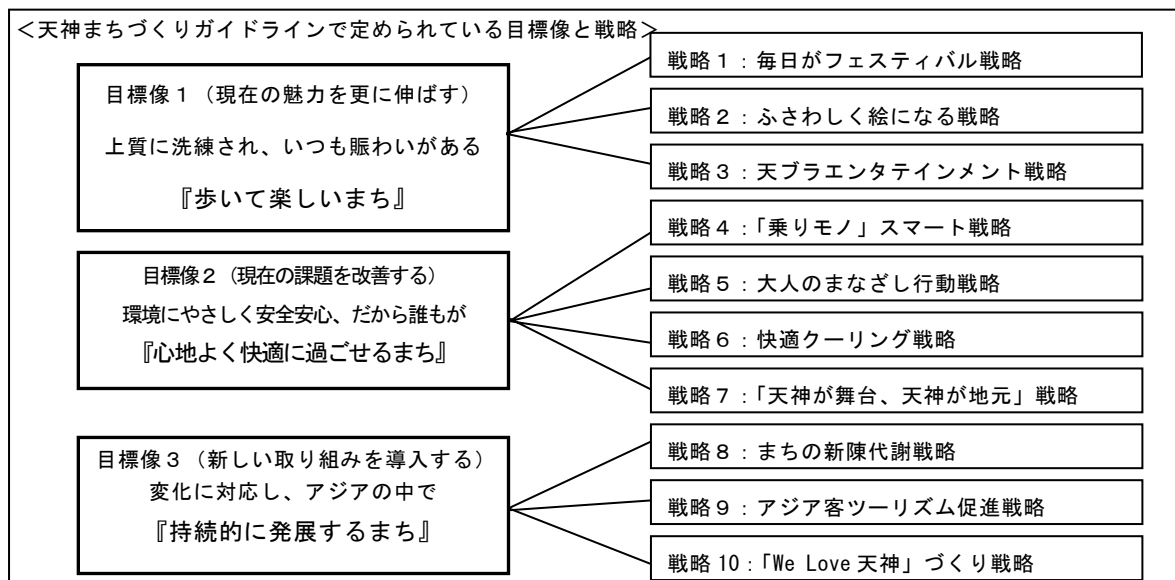 ＜天神まちづくりガイドラインで定められている目標像と戦略＞
目標像１（現在の魅力を更に伸ばす）
上質に洗練され、いつも賑わいがある
『歩いて楽しいまち』
戦略１：毎日がフェスティバル戦略
戦略２：ふさわしく絵になる戦略
戦略３：天ブラエンタテインメント戦略
目標像２（現在の課題を改善する）
環境にやさしく安全安心、だから誰もが
『心地よく快適に過ごせるまち』
戦略４：「乗りモノ」スマート戦略
戦略５：大人のまなざし行動戦略
戦略６：快適クーリング戦略
戦略７：「天神が舞台、天神が地元」戦略
目標像３（新しい取り組みを導入する）
変化に対応し、アジアの中で
『持続的に発展するまち』
戦略８：まちの新陳代謝戦略
戦略９：アジア客ツーリズム促進戦略
戦略10：「We Love 天神」づくり戦略